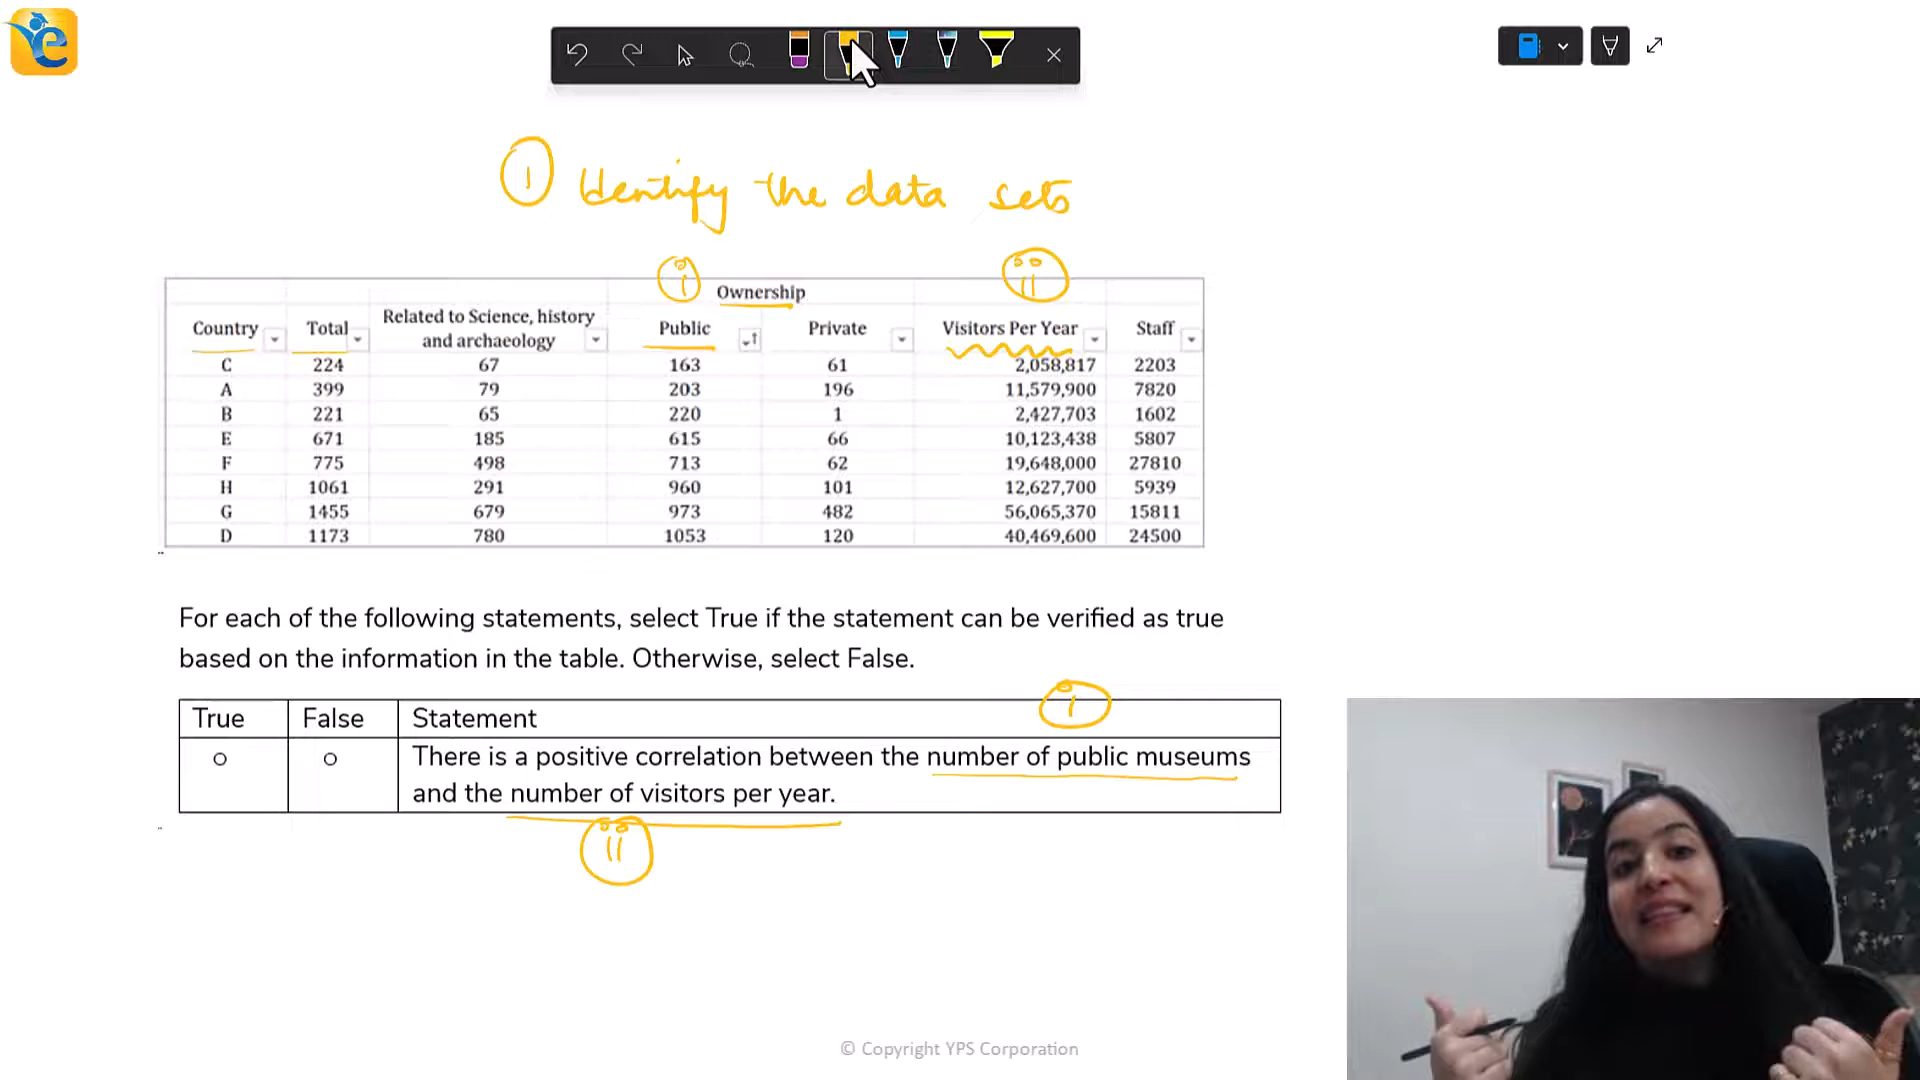 e
① Identify the data sets
i ii
Ownership
Country Total Related to Science, history and archaeology Public Private Visitors Per Year Staff
C 224 67 163 61 2,058,817 2203
A 399 79 203 196 11,579,900 7820
B 221 65 220 1 2,427,703 1602
E 671 185 615 66 10,123,438 5807
F 775 498 713 62 19,648,000 27810
H 1061 291 960 101 12,627,700 5939
G 1455 679 973 482 56,065,370 15811
D 1173 780 1053 120 40,469,600 24500
For each of the following statements, select True if the statement can be verified as true
based on the information in the table. Otherwise, select False.
i
True False Statement
There is a positive correlation between the number of public museums
and the number of visitors per year.
ii
© Copyright YPS Corporation